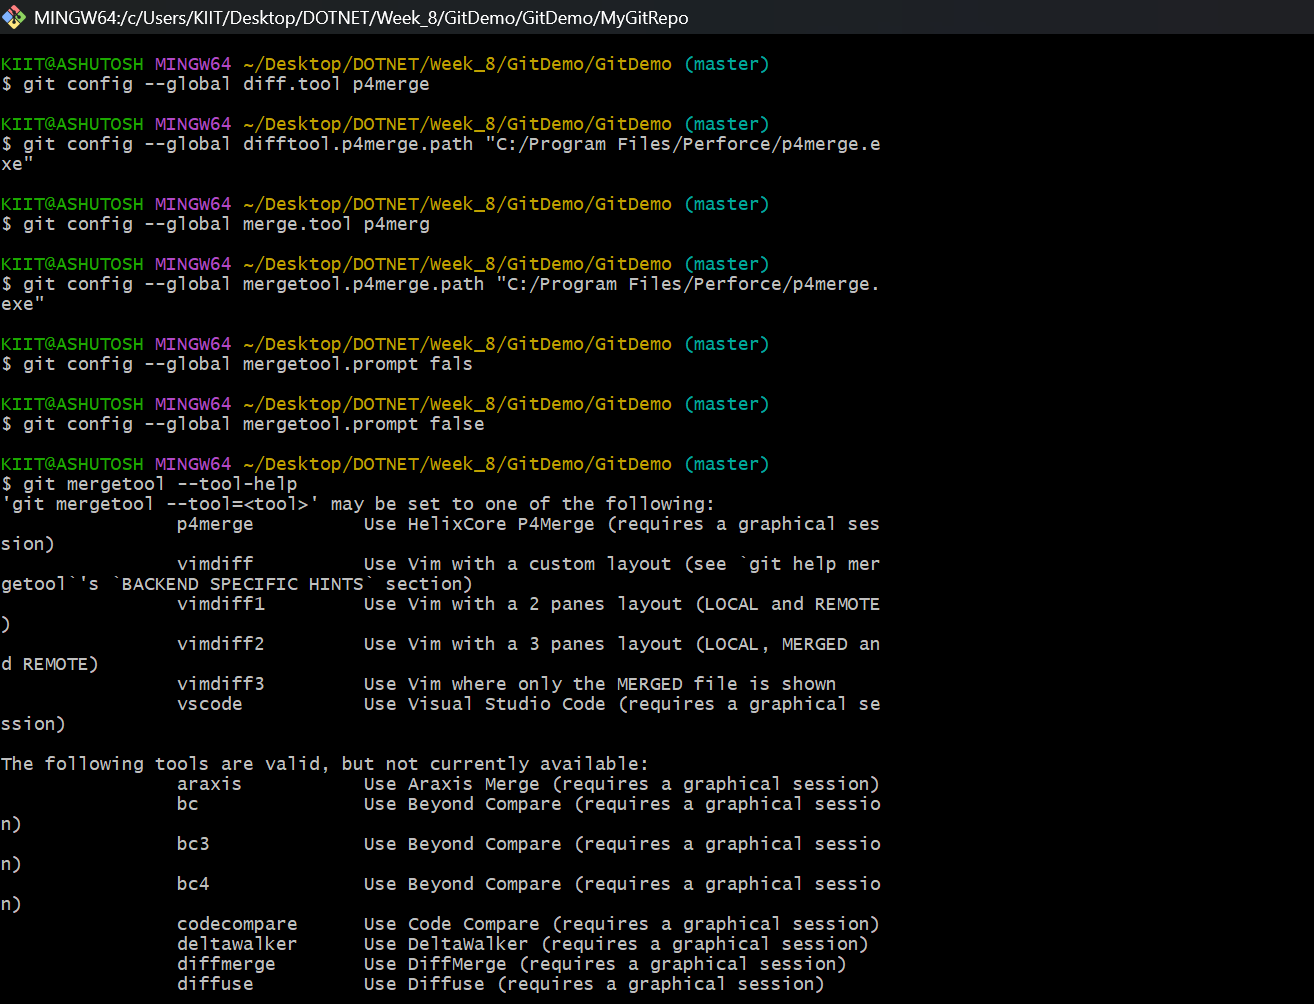 MINGW64:/c/Users/KIIT/Desktop/DOTNET/Week_8/GitDemo/GitDemo/MyGitRepo
KIIT@ASHUTOSH MINGW64 ~/Desktop/DOTNET/Week_8/GitDemo/GitDemo (master)
$ git config --global diff.tool p4merge
KIIT@ASHUTOSH MINGW64 ~/Desktop/DOTNET/Week_8/GitDemo/GitDemo (master)
$ git config --global difftool.p4merge.path "C:/Program Files/Perforce/p4merge.e
xe"
KIIT@ASHUTOSH MINGW64 ~/Desktop/DOTNET/Week_8/GitDemo/GitDemo (master)
$ git config --global merge.tool p4merg
KIIT@ASHUTOSH MINGW64 ~/Desktop/DOTNET/Week_8/GitDemo/GitDemo (master)
$ git config --global mergetool.p4merge.path "C:/Program Files/Perforce/p4merge.
exe"
KIIT@ASHUTOSH MINGW64 ~/Desktop/DOTNET/Week_8/GitDemo/GitDemo (master)
$ git config --global mergetool.prompt fals
KIIT@ASHUTOSH MINGW64 ~/Desktop/DOTNET/Week_8/GitDemo/GitDemo (master)
$ git config --global mergetool.prompt false
KIIT@ASHUTOSH MINGW64 ~/Desktop/DOTNET/Week_8/GitDemo/GitDemo (master)
$ git mergetool --tool-help
'git mergetool --tool=<tool>' may be set to one of the following:
p4merge Use HelixCore P4Merge (requires a graphical ses
sion)
vimdiff Use Vim with a custom layout (see `git help mer
getool`'s `BACKEND SPECIFIC HINTS` section)
vimdiff1 Use Vim with a 2 panes layout (LOCAL and REMOTE
)
vimdiff2 Use Vim with a 3 panes layout (LOCAL, MERGED an
d REMOTE)
vimdiff3 Use Vim where only the MERGED file is shown
vscode Use Visual Studio Code (requires a graphical se
ssion)
The following tools are valid, but not currently available:
araxis Use Araxis Merge (requires a graphical session)
bc Use Beyond Compare (requires a graphical sessio
n)
bc3 Use Beyond Compare (requires a graphical sessio
n)
bc4 Use Beyond Compare (requires a graphical sessio
n)
codecompare Use Code Compare (requires a graphical session)
deltawalker Use DeltaWalker (requires a graphical session)
diffmerge Use DiffMerge (requires a graphical session)
diffuse Use Diffuse (requires a graphical session)